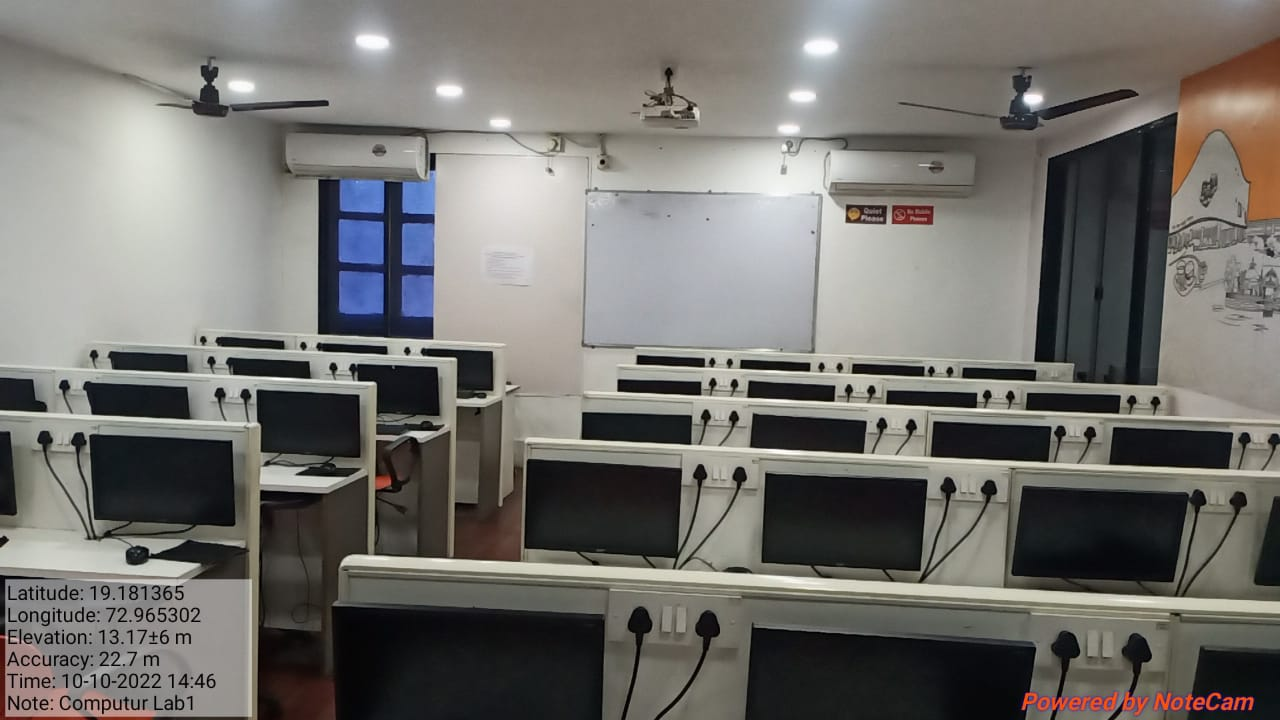 Quiet
Please
No Mobile
Please
Latitude: 19.181365
Longitude: 72.965302
Elevation: 13.17±6 m
Accuracy: 22.7 m
Time: 10-10-2022 14:46
Note: Computur Lab1
Powered by NoteCam